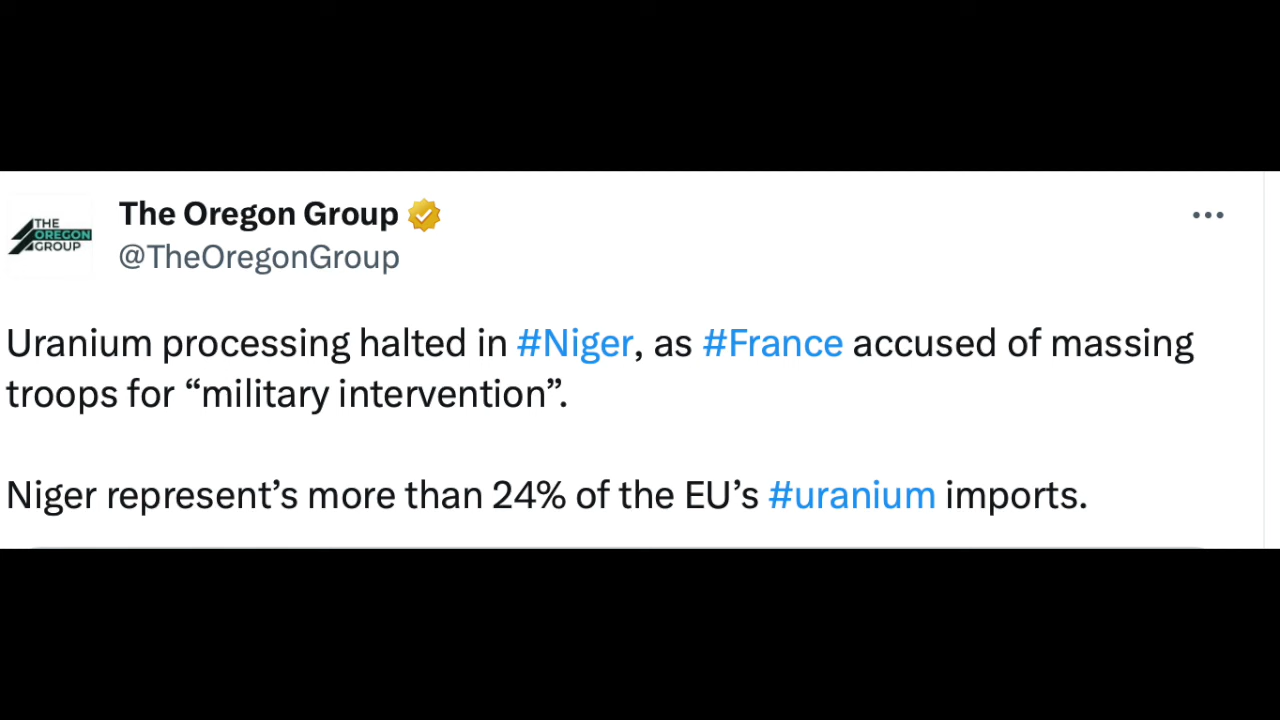 THE
OREGON
GROUP
The Oregon Group
@TheOregonGroup
Uranium processing halted in #Niger, as #France accused of massing
troops for “military intervention”.
Niger represent’s more than 24% of the EU’s #uranium imports.